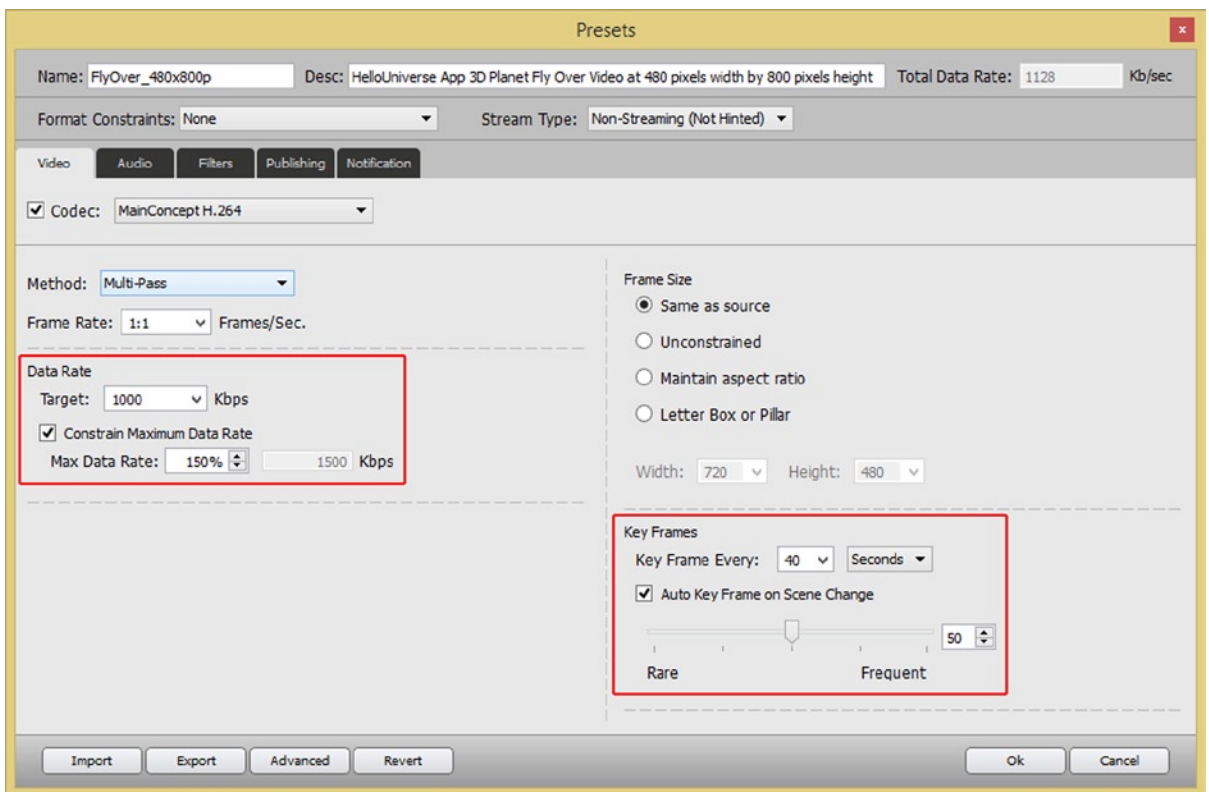 Presets
x
Name: FlyOver_480x800p Desc: HelloUniverse App 3D Planet Fly Over Video at 480 pixels width by 800 pixels height Total Data Rate: 1128 Kb/sec
Format Constraints: None Stream Type: Non-Streaming (Not Hinted)
Video Audio Filters Publishing Notification
Codec: MainConcept H.264
Method: Multi-Pass
Frame Rate: 1:1 Frames/Sec.
Data Rate
Target: 1000 Kbps
Constrain Maximum Data Rate
Max Data Rate: 150% 1500 Kbps
Frame Size
Same as source
Unconstrained
Maintain aspect ratio
Letter Box or Pillar
Width: 720 Height: 480
Key Frames
Key Frame Every: 40 Seconds
Auto Key Frame on Scene Change
50
Rare Frequent
Import Export Advanced Revert Ok Cancel